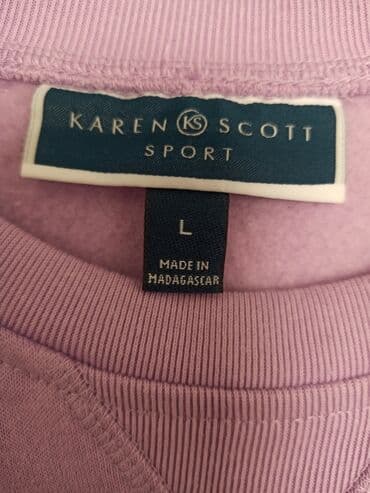 KAREN KS SCOTT
SPORT
L
MADE IN
MADAGASCAR